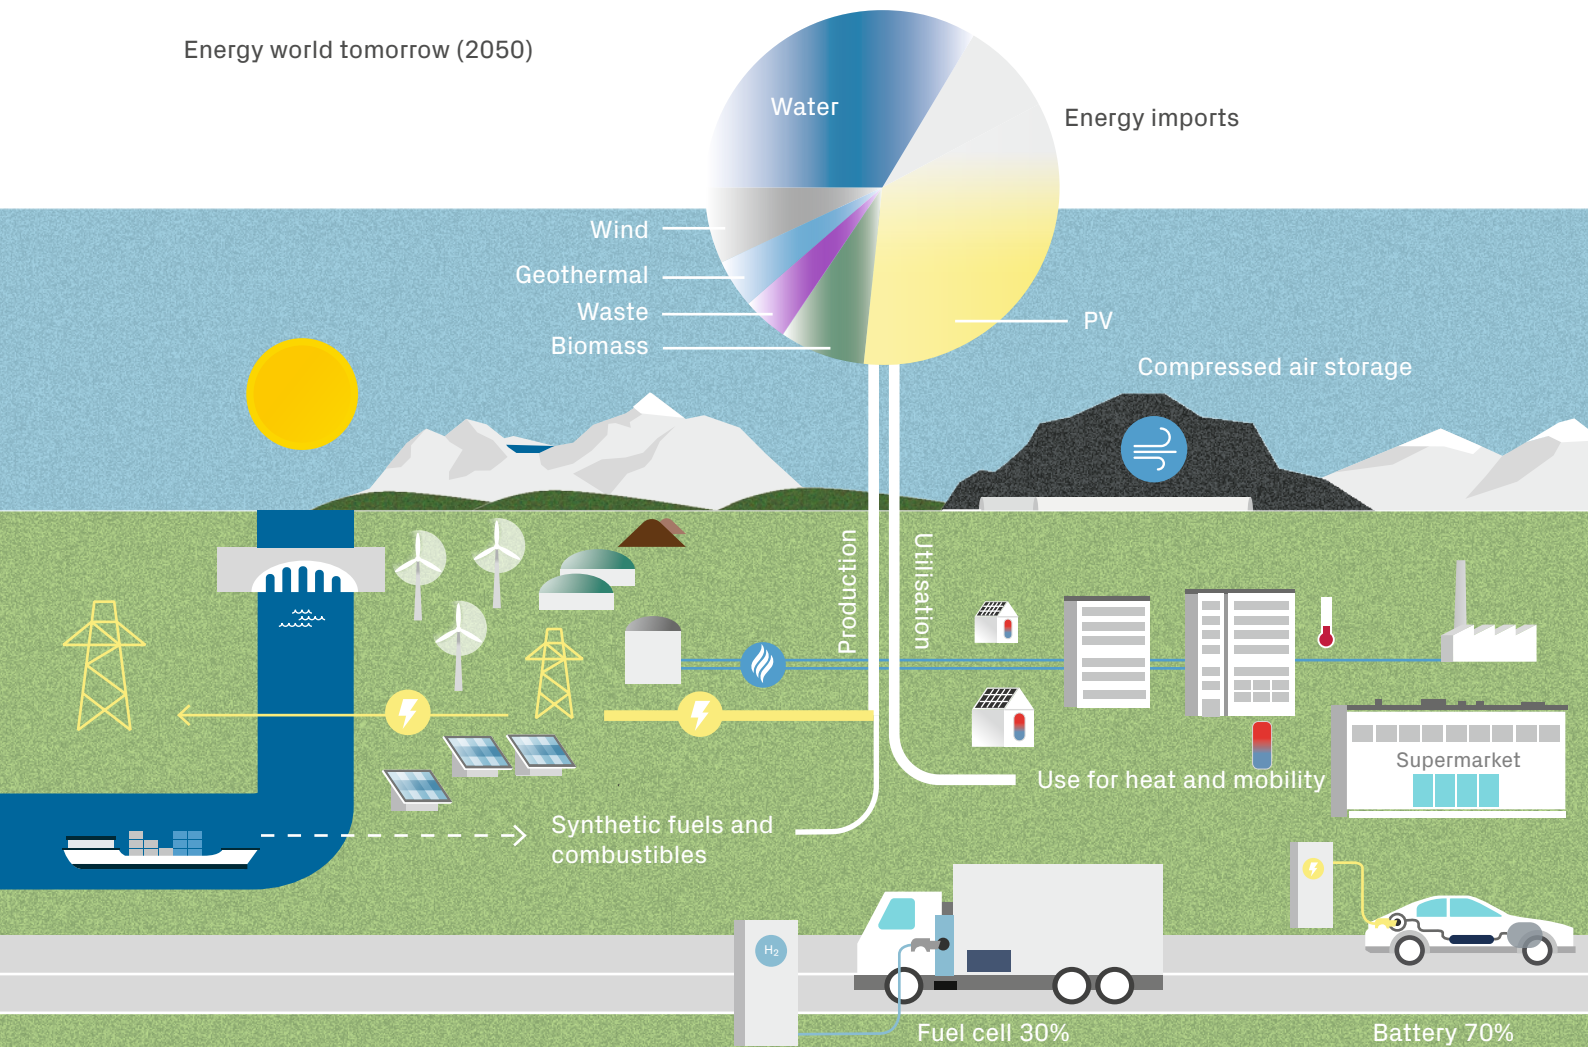 Energy world tomorrow (2050)
Water
Energy imports
Wind
Geothermal
Waste
Biomass
PV
Compressed air storage
Production
Utilisation
Supermarket
Use for heat and mobility
Synthetic fuels and
combustibles
H₂
Fuel cell 30%
Battery 70%